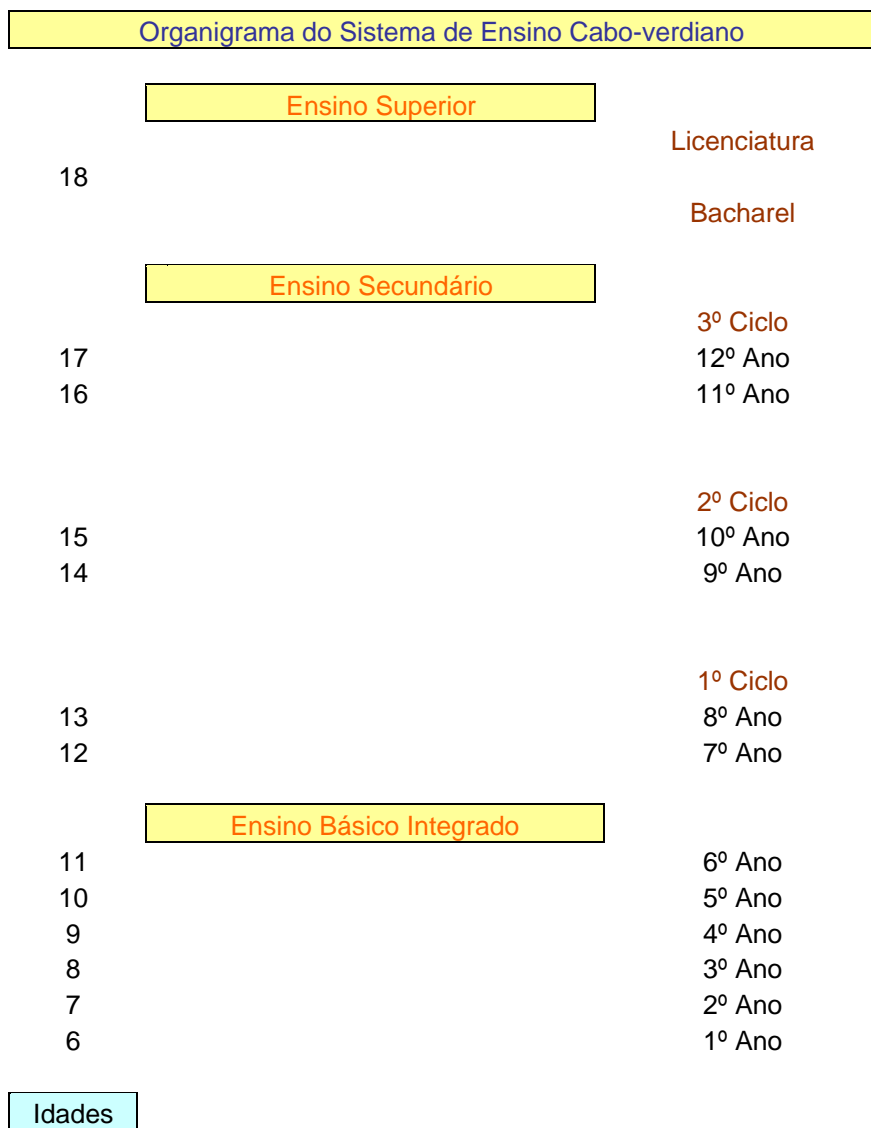 Organigrama do Sistema de Ensino Cabo-verdiano
Ensino Superior
Licenciatura
18
Bacharel
Ensino Secundário
3º Ciclo
17 12º Ano
16 11º Ano
2º Ciclo
15 10º Ano
14 9º Ano
1º Ciclo
13 8º Ano
12 7º Ano
Ensino Básico Integrado
11 6º Ano
10 5º Ano
9 4º Ano
8 3º Ano
7 2º Ano
6 1º Ano
Idades